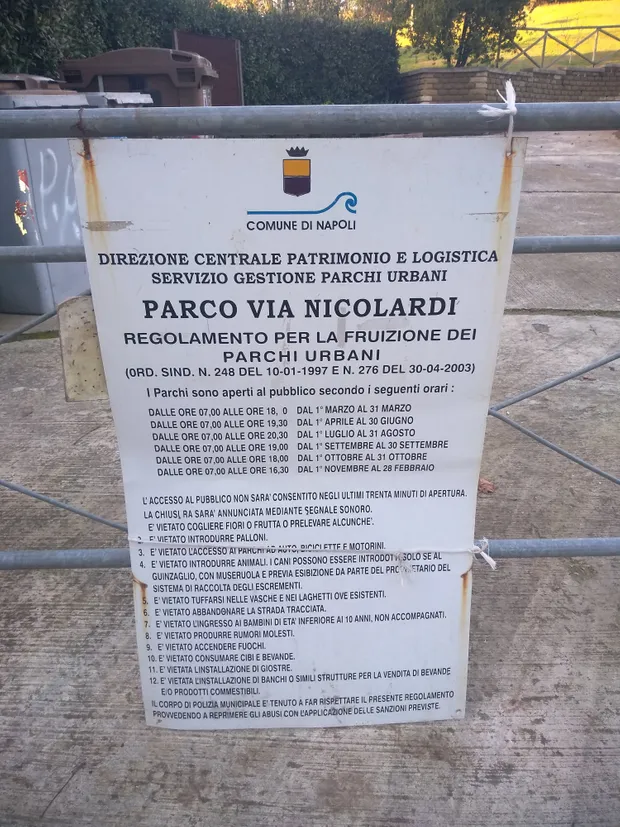 COMUNE DI NAPOLI
DIREZIONE CENTRALE PATRIMONIO E LOGISTICA
SERVIZIO GESTIONE PARCHI URBANI
PARCO VIA NICOLARDI
REGOLAMENTO PER LA FRUIZIONE DEI
PARCHI URBANI
(ORD. SIND. N. 248 DEL 10-01-1997 E N. 276 DEL 30-04-2003)
I Parchi sono aperti al pubblico secondo i seguenti orari :
DALLE ORE 07,00 ALLE ORE 18, 0 DAL 1° MARZO AL 31 MARZO
DALLE ORE 07,00 ALLE ORE 19,30 DAL 1° APRILE AL 30 GIUGNO
DALLE ORE 07,00 ALLE ORE 20,30 DAL 1° LUGLIO AL 31 AGOSTO
DALLE ORE 07,00 ALLE ORE 19,00 DAL 1° SETTEMBRE AL 30 SETTEMBRE
DALLE ORE 07,00 ALLE ORE 18,00 DAL 1° OTTOBRE AL 31 OTTOBRE
DALLE ORE 07,00 ALLE ORE 16,30 DAL 1° NOVEMBRE AL 28 FEBBRAIO
L'ACCESSO AL PUBBLICO NON SARA' CONSENTITO NEGLI ULTIMI TRENTA MINUTI DI APERTURA.
LA CHIUSI, RA SARA' ANNUNCIATA MEDIANTE SEGNALE SONORO.
E' VIETATO COGLIERE FIORI O FRUTTA O PRELEVARE ALCUNCHE'.
2. E' VIETATO INTRODURRE PALLONI.
3. E' VIETATO L'ACCESSO AI PARCHI AD AUTO, BICICLETTE E MOTORINI.
4. E' VIETATO INTRODURRE ANIMALI. I CANI POSSONO ESSERE INTRODOTTI SOLO SE AL
GUINZAGLIO, CON MUSERUOLA E PREVIA ESIBIZIONE DA PARTE DEL PRO IETARIO DEL
SISTEMA DI RACCOLTA DEGLI ESCREMENTI.
5. E' VIETATO TUFFARSI NELLE VASCHE E NEI LAGHETTI OVE ESISTENTI.
6. E' VIETATO ABBANDONARE LA STRADA TRACCIATA.
7. E' VIETATO L'INGRESSO AI BAMBINI DI ETA' INFERIORE AI 10 ANNI, NON ACCOMPAGNATI.
8. E' VIETATO PRODURRE RUMORI MOLESTI.
9. E' VIETATO ACCENDERE FUOCHI.
10. E' VIETATO CONSUMARE CIBI E BEVANDE.
11. E' VIETATA L'INSTALLAZIONE DI GIOSTRE.
12. E' VIETATA L'INSTALLAZIONE DI BANCHI O SIMILI STRUTTURE PER LA VENDITA DI BEVANDE
E/O PRODOTTI COMMESTIBILI.
IL CORPO DI POLIZIA MUNICIPALE E' TENUTO A FAR RISPETTARE IL PRESENTE REGOLAMENTO
PROVVEDENDO A REPRIMERE GLI ABUSI CON L'APPLICAZIONE DELLE SANZIONI PREVISTE.